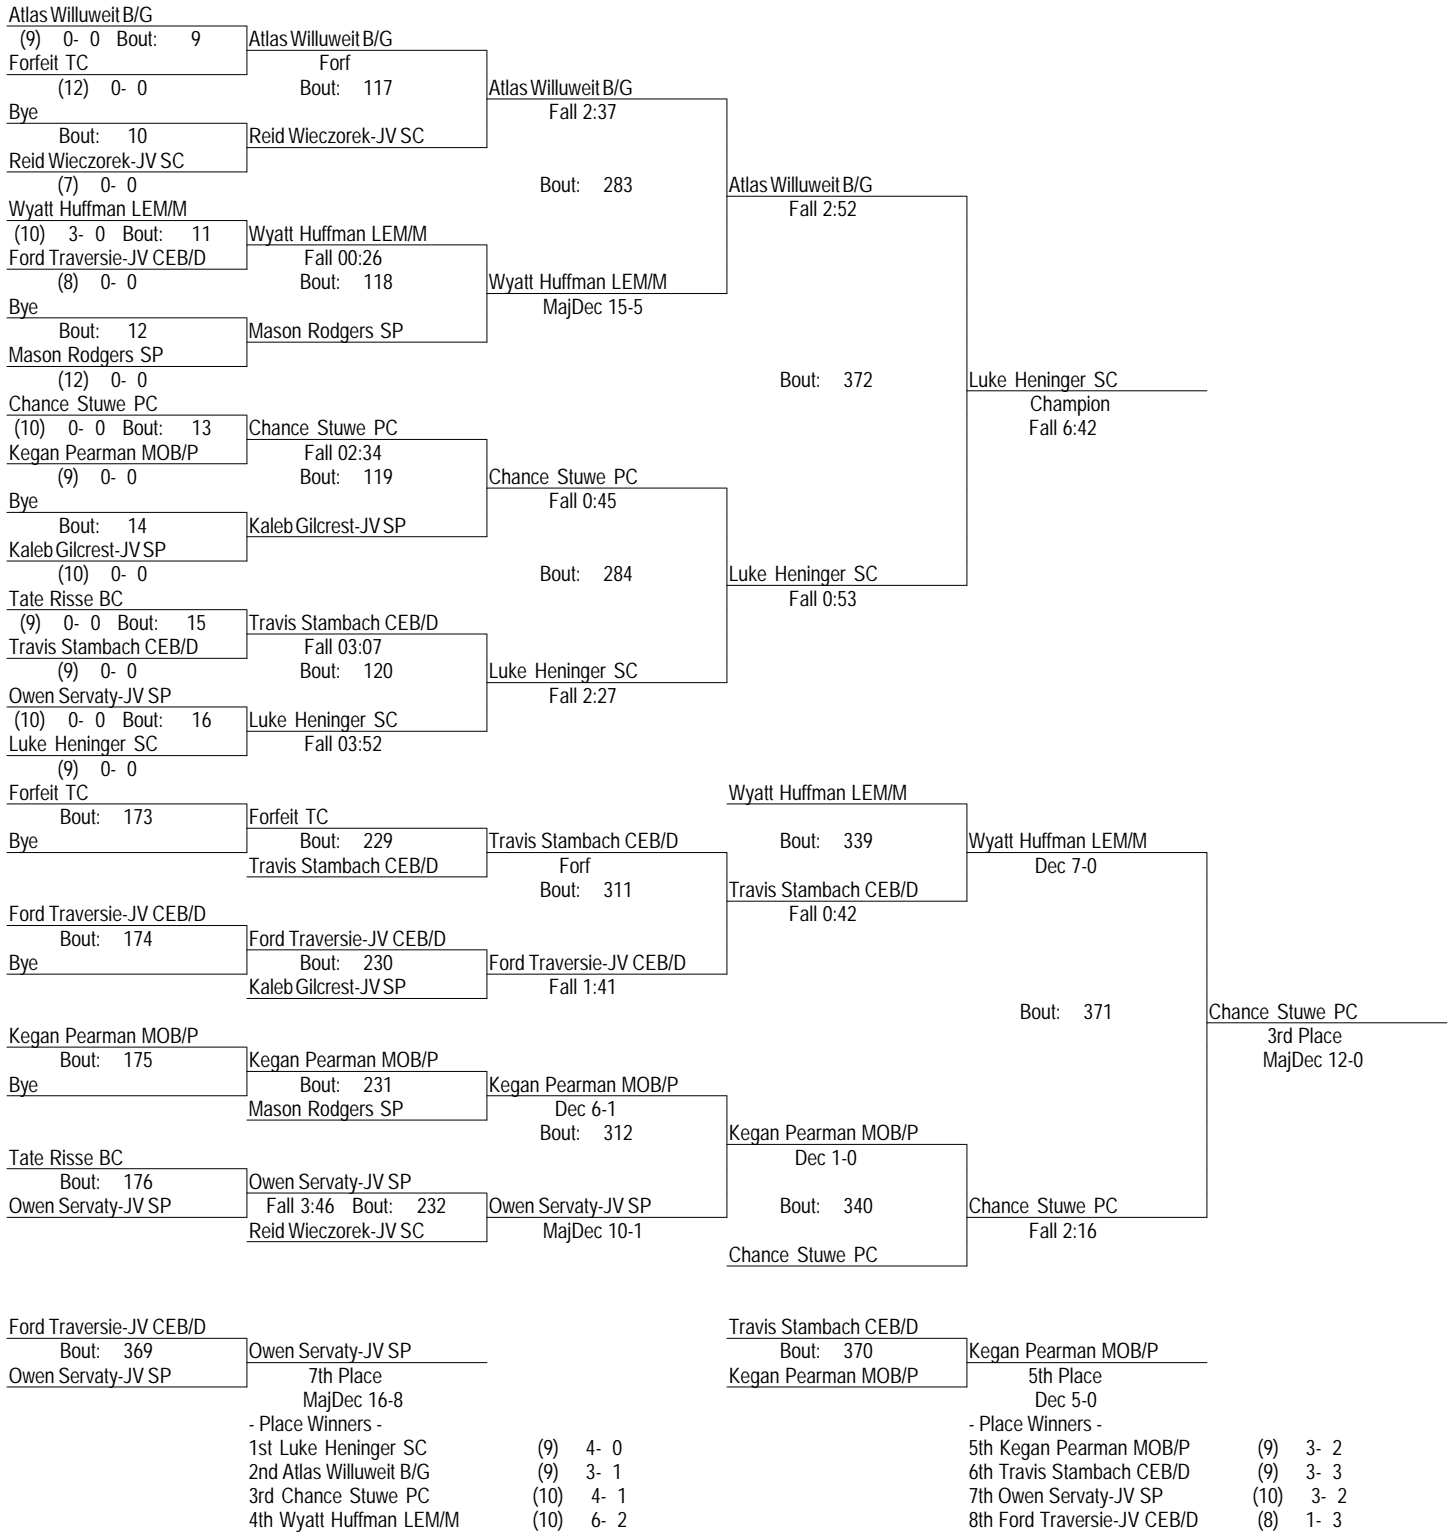 Atlas Willuweit B/G
(9) 0- 0 Bout: 9 Atlas Willuweit B/G
Forfeit TC Forf
(12) 0- 0 Bout: 117 Atlas Willuweit B/G
Bye Fall 2:37
Bout: 10 Reid Wieczorek-JV SC
Reid Wieczorek-JV SC
(7) 0- 0 Bout: 283 Atlas Willuweit B/G
Wyatt Huffman LEM/M Fall 2:52
(10) 3- 0 Bout: 11 Wyatt Huffman LEM/M
Ford Traversie-JV CEB/D Fall 00:26
(8) 0- 0 Bout: 118 Wyatt Huffman LEM/M
Bye MajDec 15-5
Bout: 12 Mason Rodgers SP
Mason Rodgers SP
(12) 0- 0 Bout: 372 Luke Heninger SC
Chance Stuwe PC Champion
(10) 0- 0 Bout: 13 Chance Stuwe PC Fall 6:42
Kegan Pearman MOB/P Fall 02:34
(9) 0- 0 Bout: 119 Chance Stuwe PC
Bye Fall 0:45
Bout: 14 Kaleb Gilcrest-JV SP
Kaleb Gilcrest-JV SP
(10) 0- 0 Bout: 284 Luke Heninger SC
Tate Risse BC Fall 0:53
(9) 0- 0 Bout: 15 Travis Stambach CEB/D
Travis Stambach CEB/D Fall 03:07
(9) 0- 0 Bout: 120 Luke Heninger SC
Owen Servaty-JV SP Fall 2:27
(10) 0- 0 Bout: 16 Luke Heninger SC
Luke Heninger SC Fall 03:52
(9) 0- 0
Forfeit TC Wyatt Huffman LEM/M
Bout: 173 Forfeit TC
Bye Bout: 229 Travis Stambach CEB/D Bout: 339 Wyatt Huffman LEM/M
Travis Stambach CEB/D Forf Dec 7-0
Bout: 311 Travis Stambach CEB/D
Ford Traversie-JV CEB/D Fall 0:42
Bout: 174 Ford Traversie-JV CEB/D
Bye Bout: 230 Ford Traversie-JV CEB/D
Kaleb Gilcrest-JV SP Fall 1:41
Bout: 371 Chance Stuwe PC
Kegan Pearman MOB/P 3rd Place
Bout: 175 Kegan Pearman MOB/P MajDec 12-0
Bye Bout: 231 Kegan Pearman MOB/P
Mason Rodgers SP Dec 6-1
Bout: 312 Kegan Pearman MOB/P
Tate Risse BC Dec 1-0
Bout: 176 Owen Servaty-JV SP
Owen Servaty-JV SP Fall 3:46 Bout: 232 Owen Servaty-JV SP Bout: 340 Chance Stuwe PC
Reid Wieczorek-JV SC MajDec 10-1 Fall 2:16
Chance Stuwe PC
Ford Traversie-JV CEB/D Travis Stambach CEB/D
Bout: 369 Owen Servaty-JV SP Bout: 370 Kegan Pearman MOB/P
Owen Servaty-JV SP 7th Place Kegan Pearman MOB/P 5th Place
MajDec 16-8 Dec 5-0
- Place Winners - - Place Winners -
1st Luke Heninger SC (9) 4- 0 5th Kegan Pearman MOB/P (9) 3- 2
2nd Atlas Willuweit B/G (9) 3- 1 6th Travis Stambach CEB/D (9) 3- 3
3rd Chance Stuwe PC (10) 4- 1 7th Owen Servaty-JV SP (10) 3- 2
4th Wyatt Huffman LEM/M (10) 6- 2 8th Ford Traversie-JV CEB/D (8) 1- 3